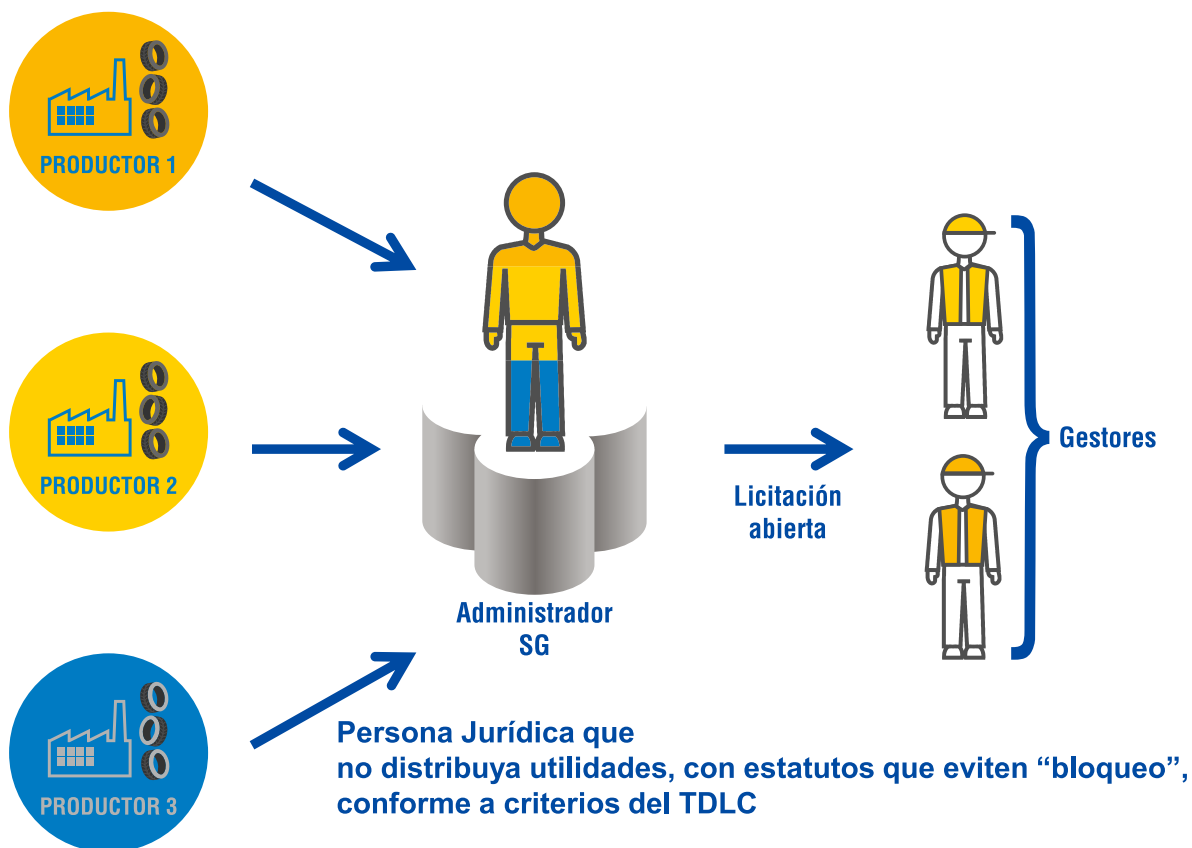 PRODUCTOR 1
PRODUCTOR 2
PRODUCTOR 3
Administrador
SG
Licitación
abierta
Gestores
Persona Jurídica que
no distribuya utilidades, con estatutos que eviten “bloqueo”,
conforme a criterios del TDLC